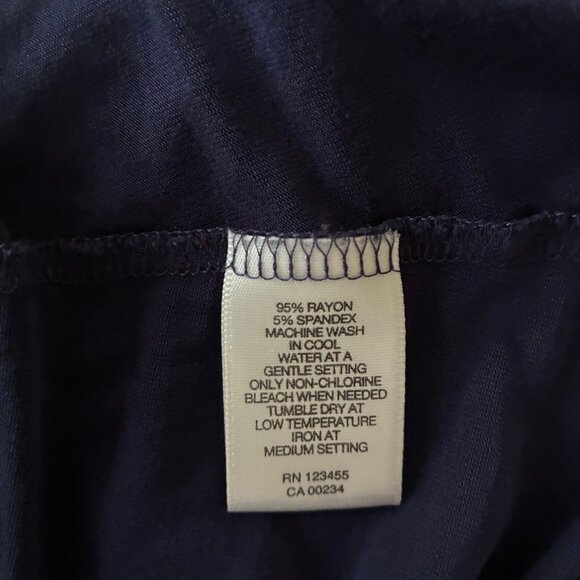 95% RAYON
5% SPANDEX
MACHINE WASH
IN COOL
WATER AT A
GENTLE SETTING
ONLY NON-CHLORINE
BLEACH WHEN NEEDED
TUMBLE DRY AT
LOW TEMPERATURE
IRON AT
MEDIUM SETTING
RN 123455
CA 00234